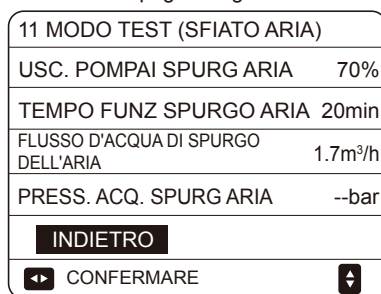 11 MODO TEST (SFIATO ARIA)
USC. POMPAI SPURG ARIA 70%
TEMPO FUNZ SPURGO ARIA 20min
FLUSSO D'ACQUA DI SPURGO
DELL'ARIA 1.7m³/h
PRESS. ACQ. SPURG ARIA --bar
INDIETRO
CONFERMARE